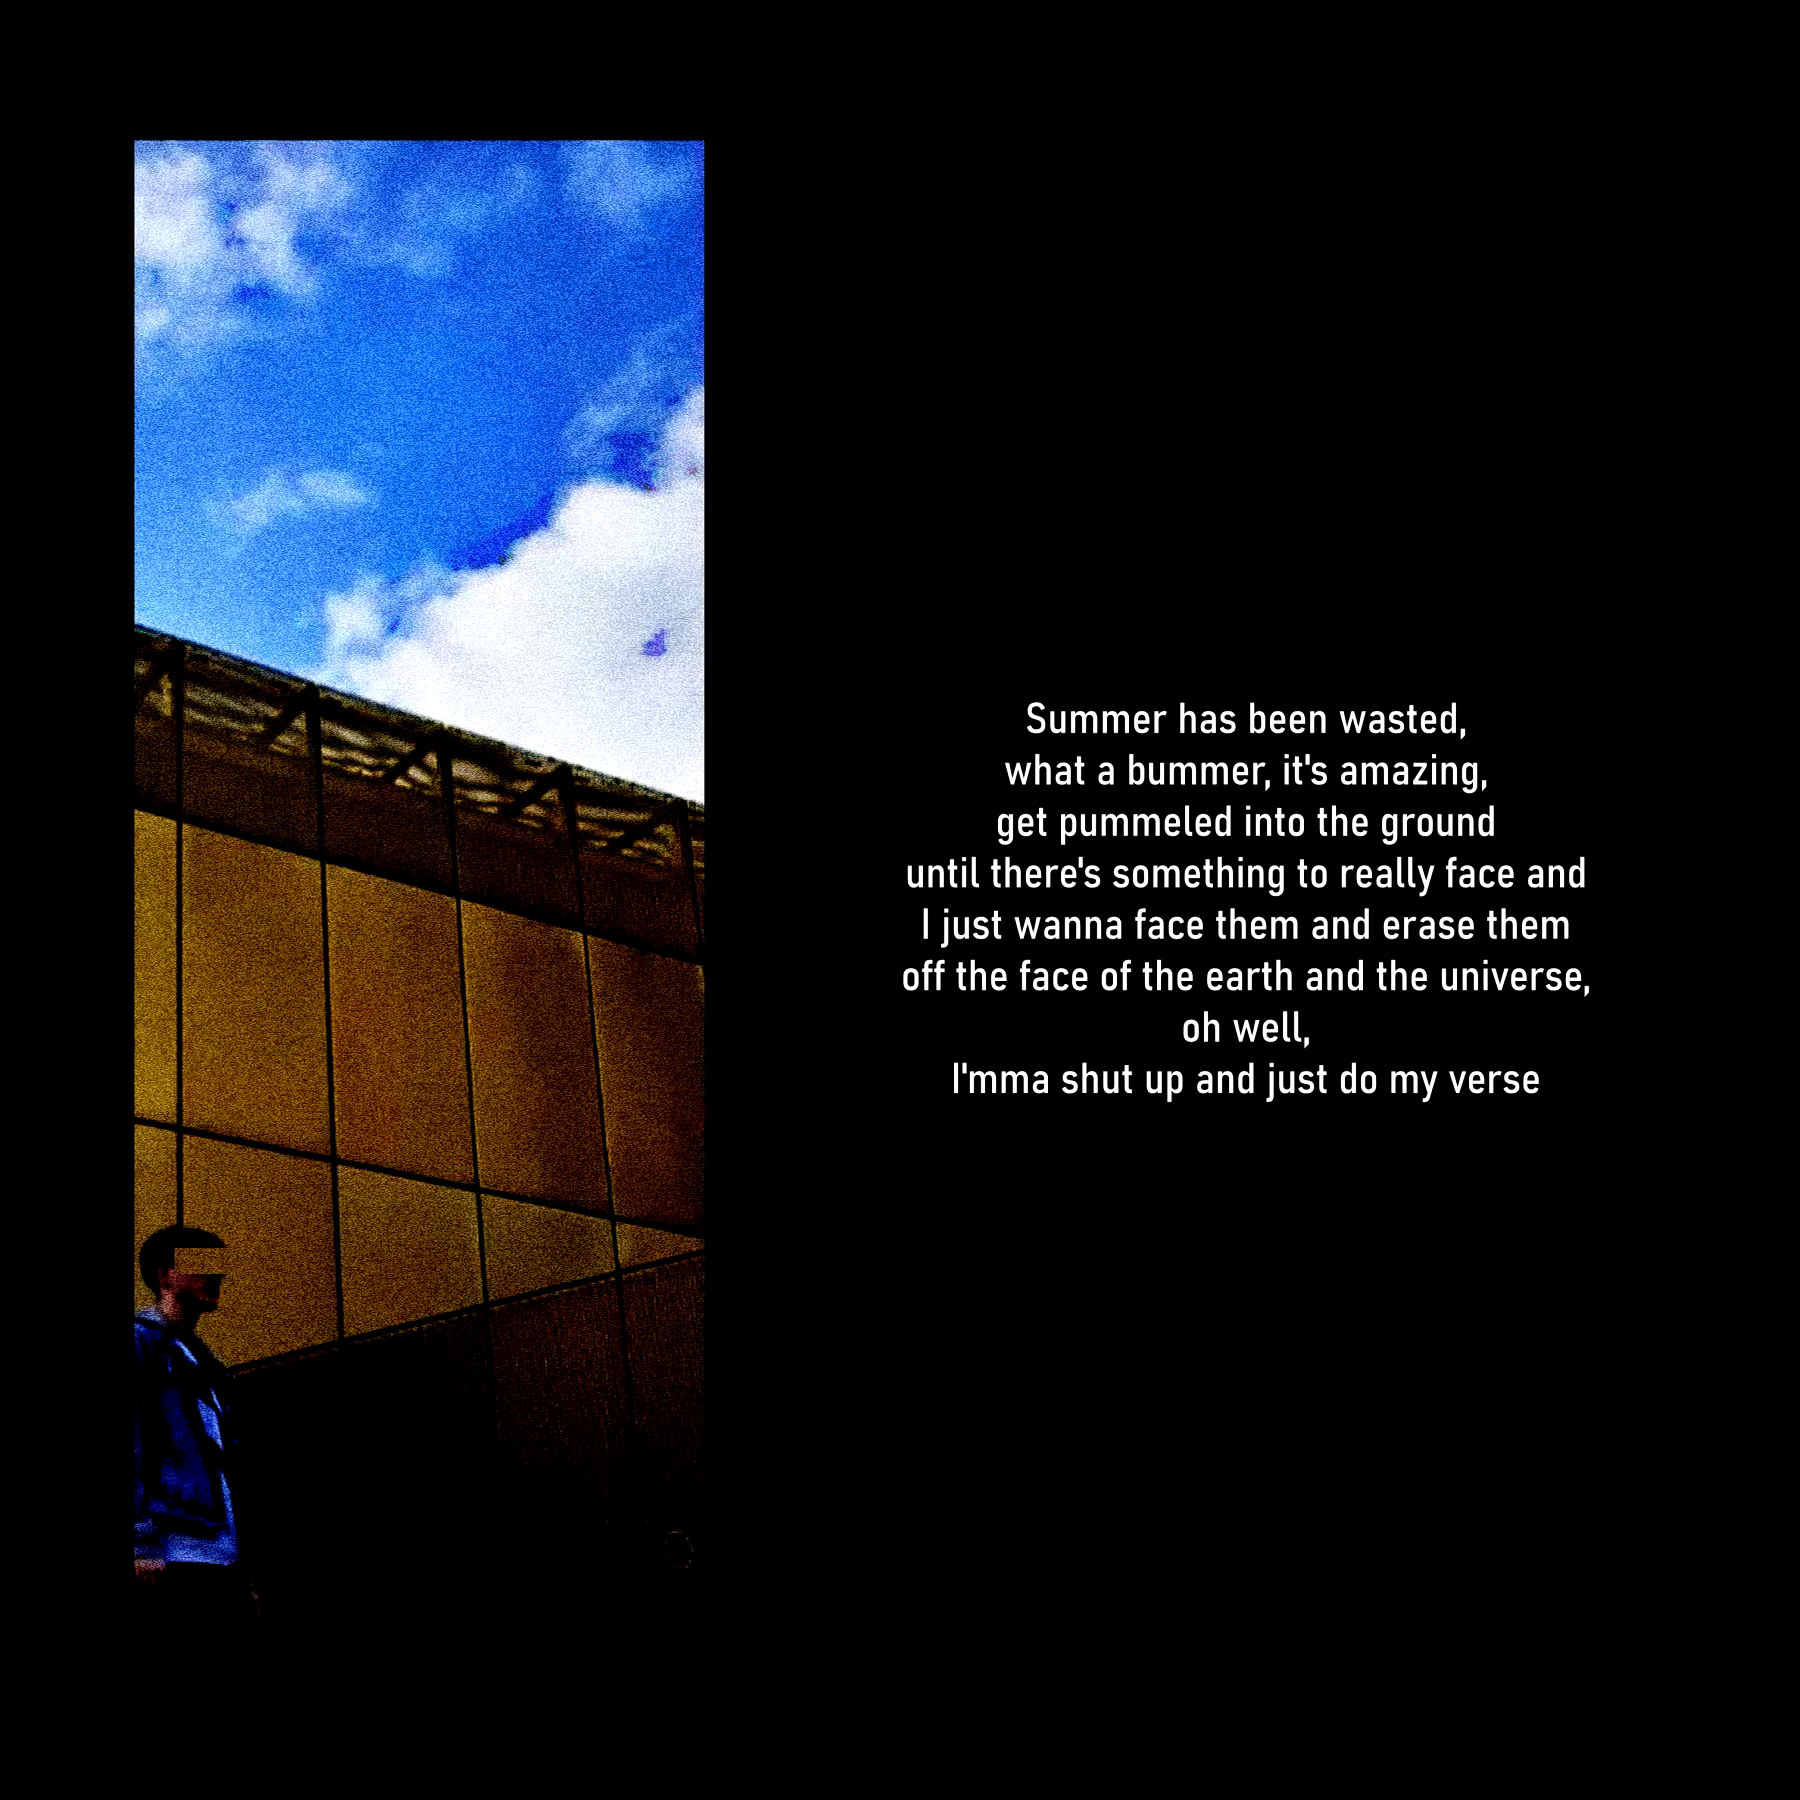 Summer has been wasted,
what a bummer, it's amazing,
get pummeled into the ground
until there's something to really face and
I just wanna face them and erase them
off the face of the earth and the universe,
oh well,
I'mma shut up and just do my verse